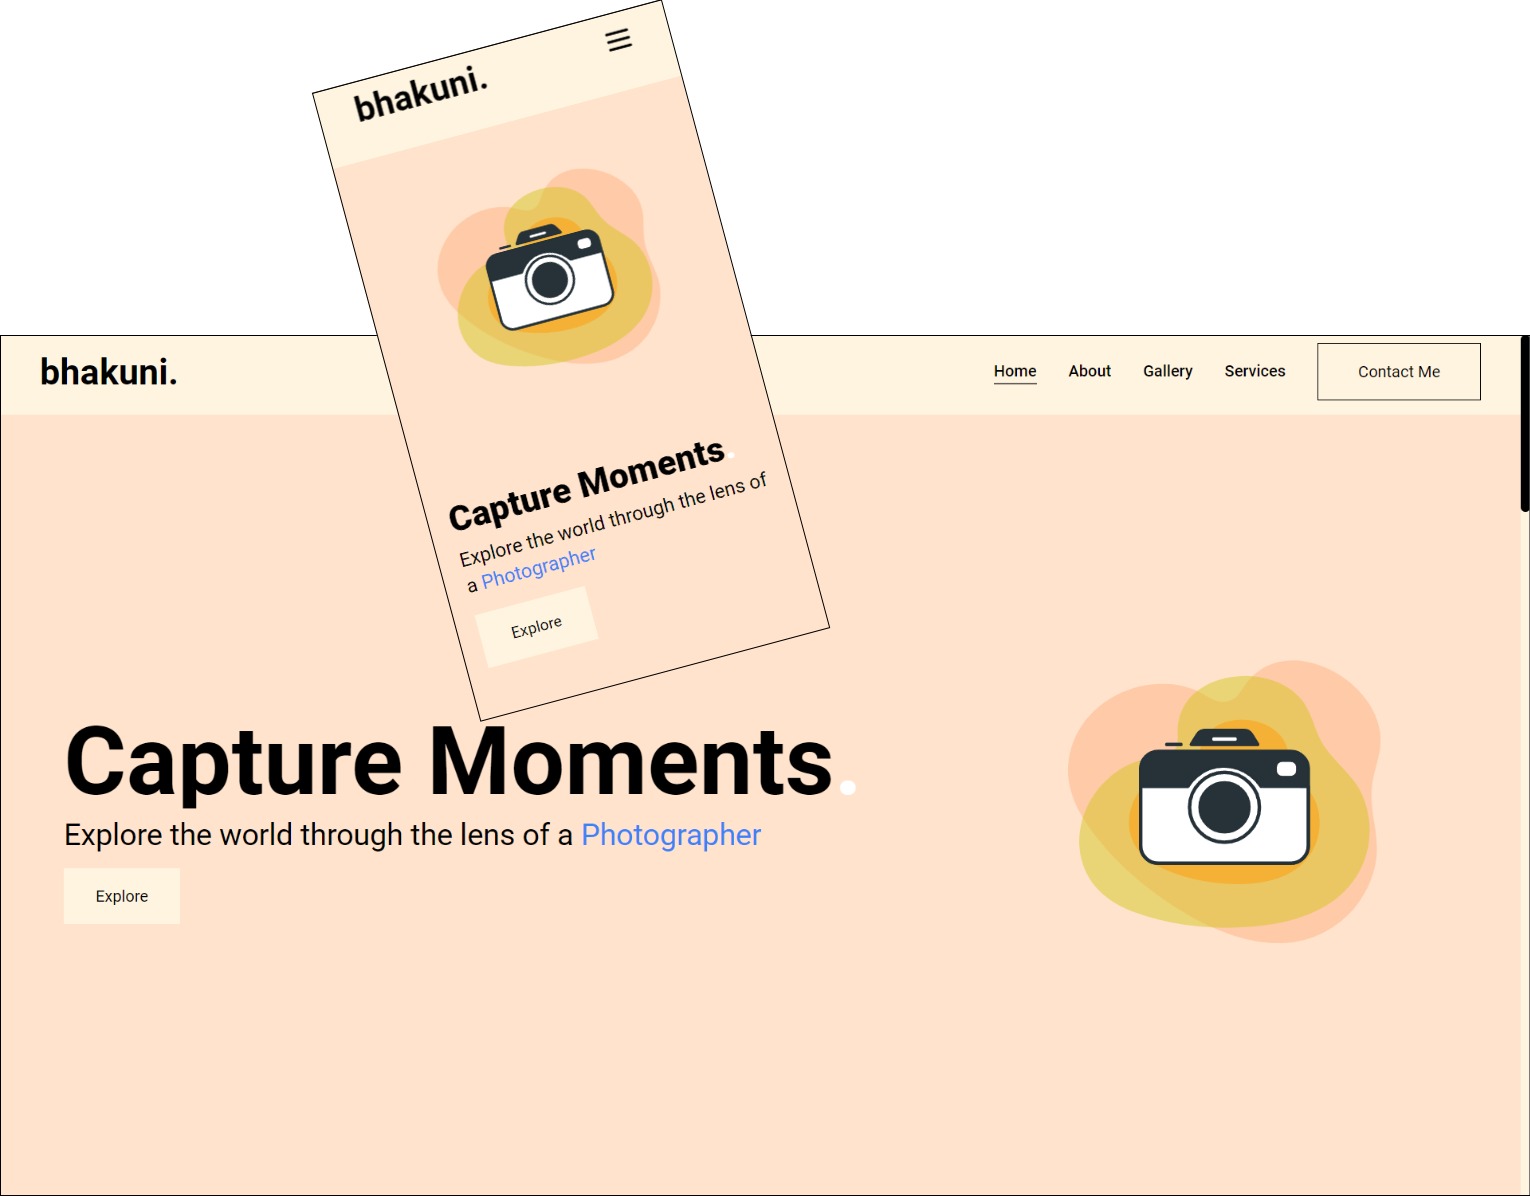 bhakuni.
Capture Moments.
Explore the world through the lens of
a Photographer
Explore
bhakuni.
Home
About
Gallery
Services
Contact Me
Capture Moments.
Explore the world through the lens of a Photographer
Explore